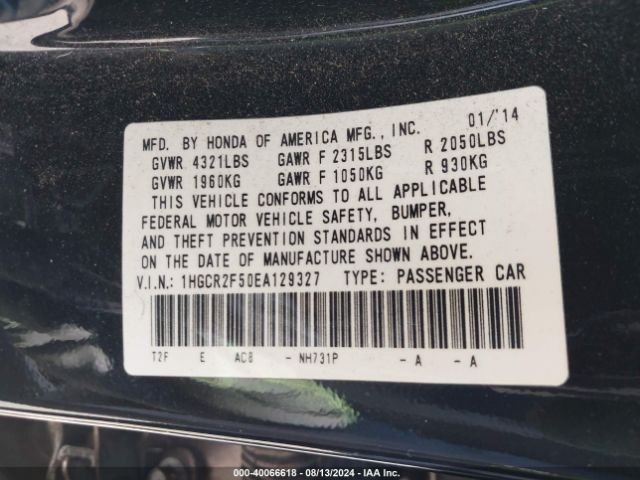 MFD. BY HONDA OF AMERICA MFG., INC. 01/'14
GVWR 4321LBS GAWR F 2315LBS R 2050LBS
GVWR 1960KG GAWR F 1050KG R 930KG
THIS VEHICLE CONFORMS TO ALL APPLICABLE
FEDERAL MOTOR VEHICLE SAFETY, BUMPER,
AND THEFT PREVENTION STANDARDS IN EFFECT
ON THE DATE OF MANUFACTURE SHOWN ABOVE.
V.I.N.: 1HGCR2F50EA129327 TYPE: PASSENGER CAR
T2F E AC8 - NH731P - A - A
000-40066618 - 08/13/2024 - IAA Inc.